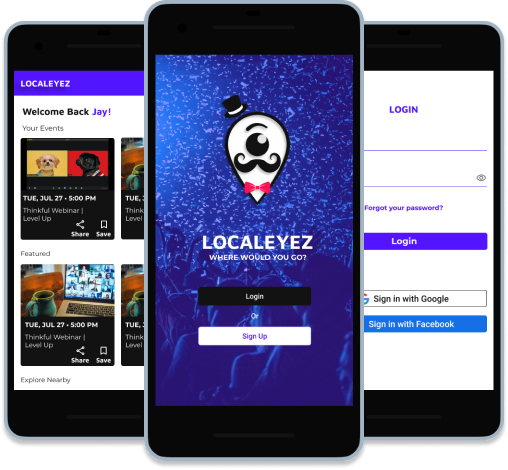 LOCALEYEZ
Welcome Back Jay!
Your Events
TUE, JUL 27 • 5:00 PM
Thinkful Webinar |
Level Up
Share Save
Featured
TUE, JUL 27 • 5:00 PM
Thinkful Webinar |
Level Up
Share Save
Explore Nearby
LOCALEYEZ
WHERE WOULD YOU GO?
Login
Or
Sign Up
LOGIN
Forgot your password?
Login
Sign in with Google
Sign in with Facebook